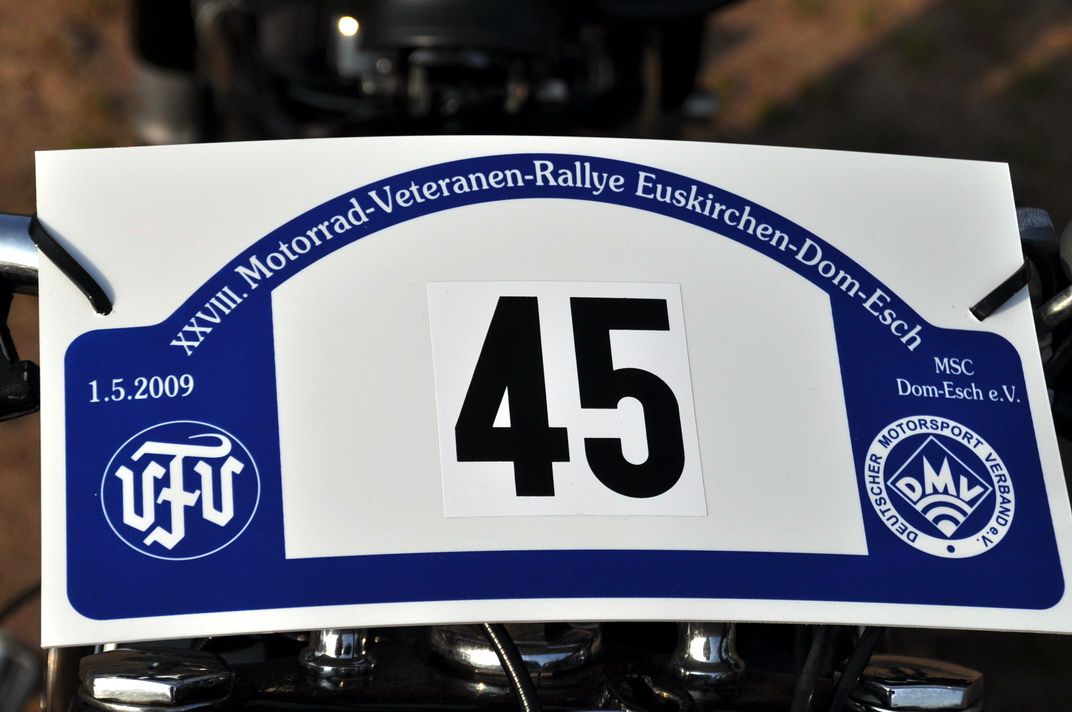 XXVIII. Motorrad-Veteranen-Rallye Euskirchen-Dom-Esch
1.5.2009
MSC
Dom-Esch e.V.
45
VFV
DEUTSCHER MOTORSPORT VERBAND e.V.
DMV